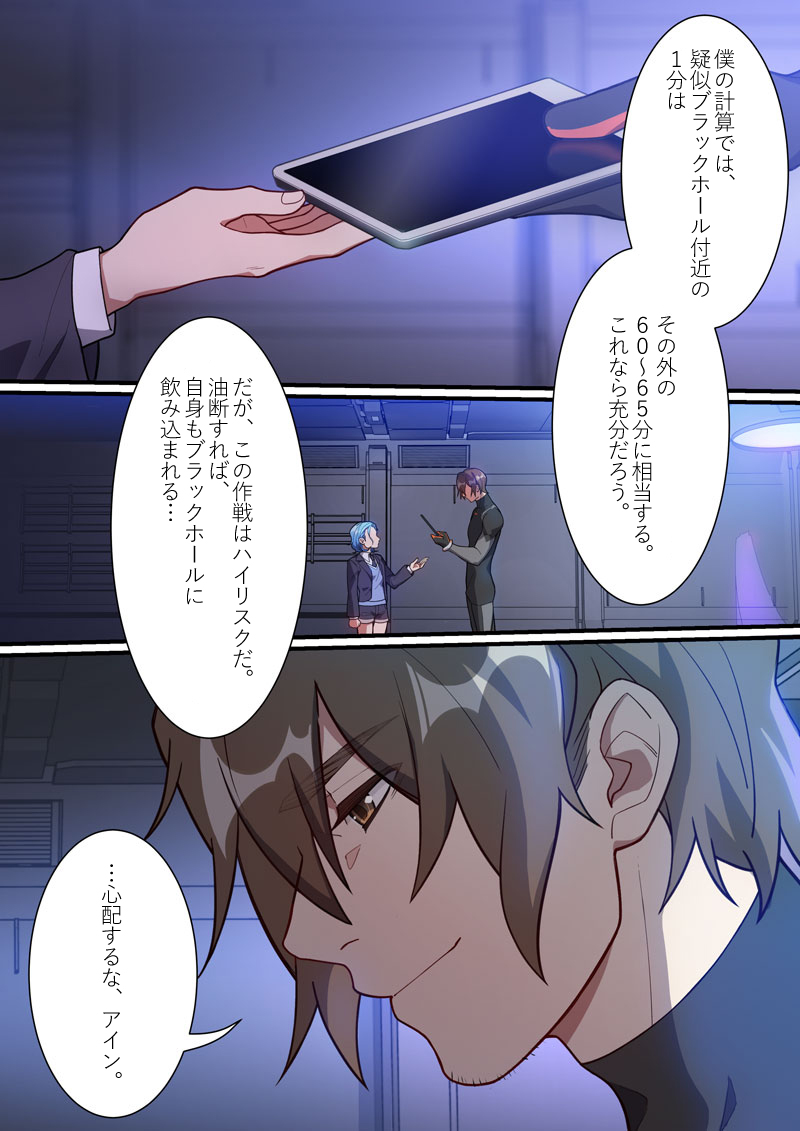 僕の計算では、
疑似ブラックホール付近の
1分は
その外の
60～65分に相当する。
これなら充分だろう。
だが、この作戦はハイリスクだ。
油断すれば、
自身もブラックホールに
飲み込まれる…
…心配するな、アイン。